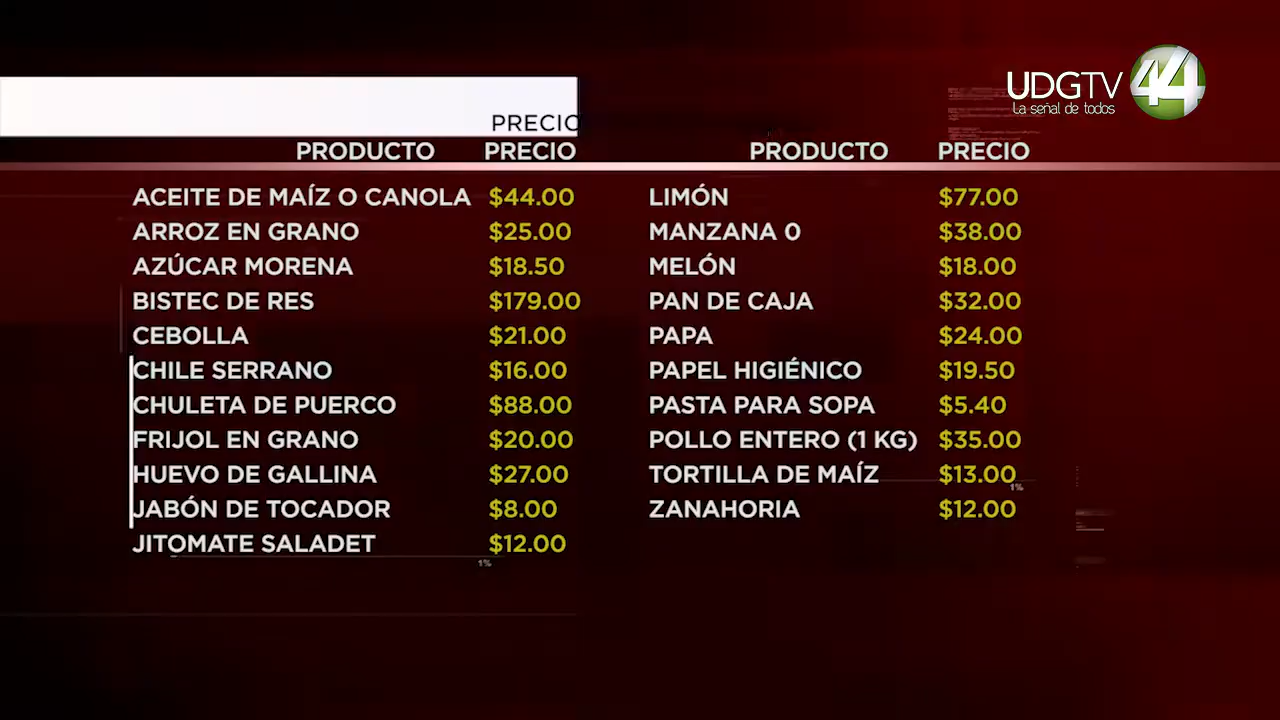 UDGTV 44
La señal de todos
PRECIO
PRODUCTO PRECIO
ACEITE DE MAÍZ O CANOLA $44.00
ARROZ EN GRANO $25.00
AZÚCAR MORENA $18.50
BISTEC DE RES $179.00
CEBOLLA $21.00
CHILE SERRANO $16.00
CHULETA DE PUERCO $88.00
FRIJOL EN GRANO $20.00
HUEVO DE GALLINA $27.00
JABÓN DE TOCADOR $8.00
JITOMATE SALADET $12.00
1%
PRODUCTO PRECIO
LIMÓN $77.00
MANZANA 0 $38.00
MELÓN $18.00
PAN DE CAJA $32.00
PAPA $24.00
PAPEL HIGIÉNICO $19.50
PASTA PARA SOPA $5.40
POLLO ENTERO (1 KG) $35.00
TORTILLA DE MAÍZ $13.00
1%
ZANAHORIA $12.00